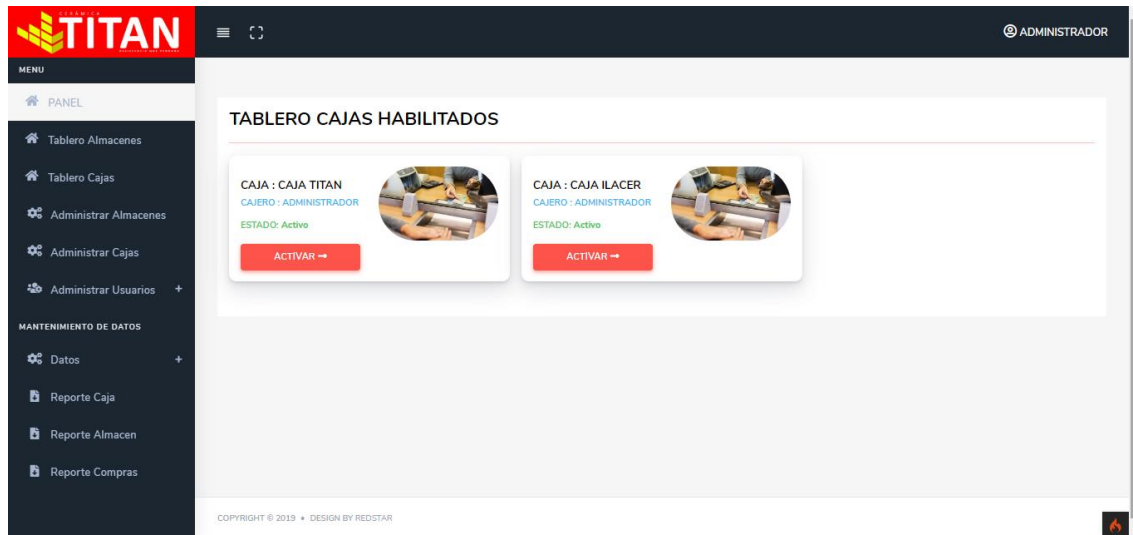 CERÁMICA
TITAN
ADMINISTRADOR
MENU
PANEL
Tablero Almacenes
Tablero Cajas
Administrar Almacenes
Administrar Cajas
Administrar Usuarios +
MANTENIMIENTO DE DATOS
Datos +
Reporte Caja
Reporte Almacen
Reporte Compras
TABLERO CAJAS HABILITADOS
CAJA : CAJA TITAN
CAJERO : ADMINISTRADOR
ESTADO: Activo
ACTIVAR →
CAJA : CAJA ILACER
CAJERO : ADMINISTRADOR
ESTADO: Activo
ACTIVAR →
COPYRIGHT © 2019 • DESIGN BY REDSTAR